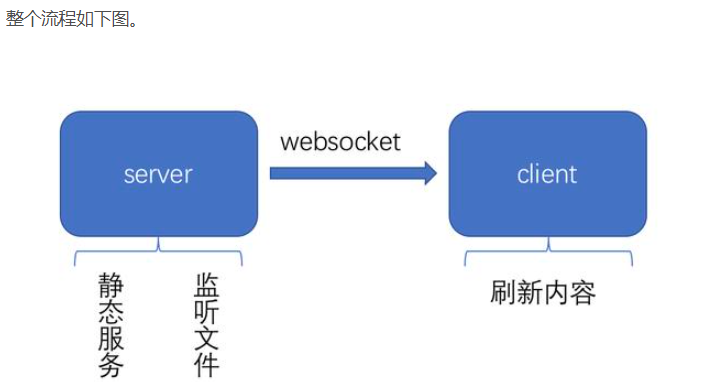 整个流程如下图。
websocket
server
client
静态服务
监听文件
刷新内容